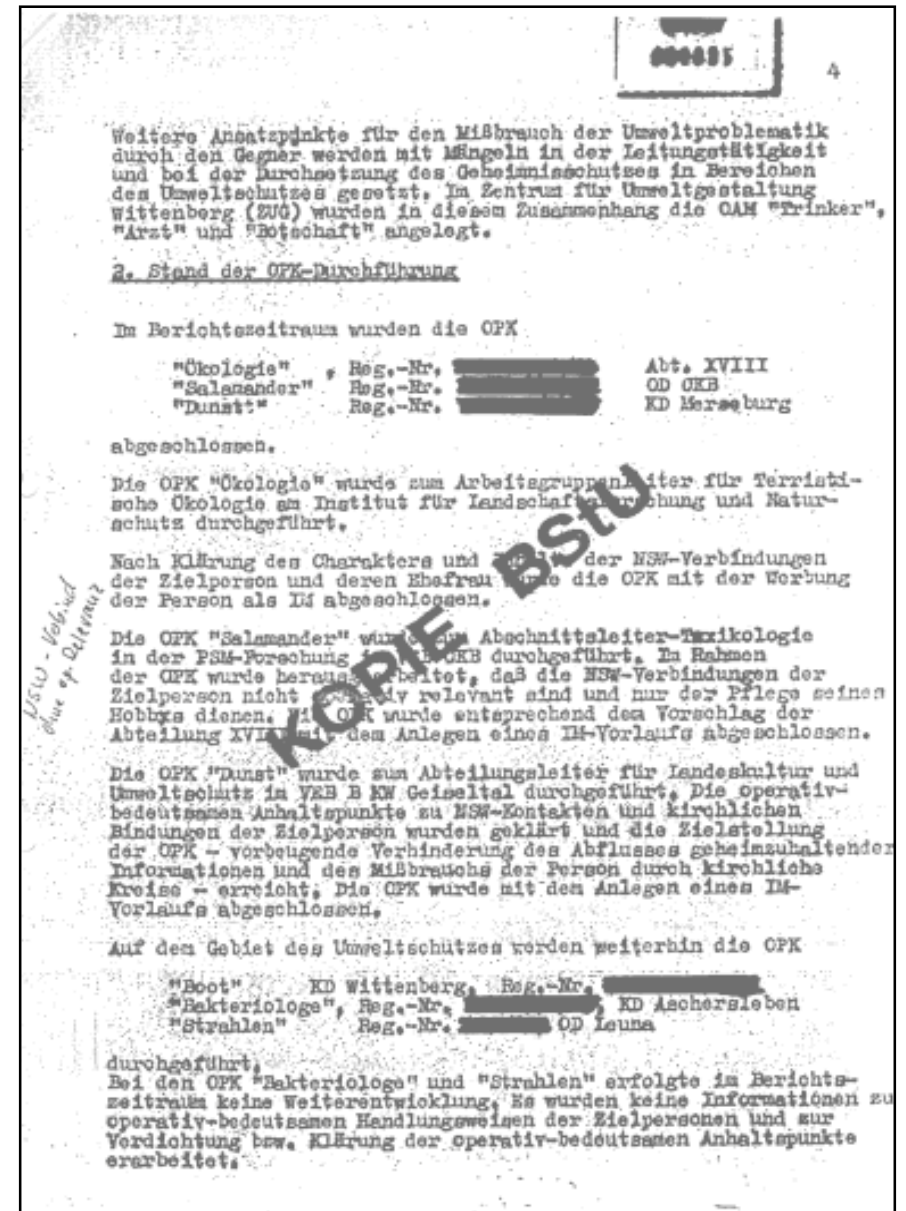 4
Weitere Ansatzpunkte für den Mißbrauch der Umweltproblematik
durch den Gegner werden mit Mängeln in der Leitungstätigkeit
und bei der Durchsetzung des Geheimnisschutzes in Bereichen
des Umweltschutzes gesetzt. Im Zentrum für Umweltgestaltung
Wittenberg (ZUG) wurden in diesem Zusammenhang die OAM "Trinker",
"Arzt" und "Botschaft" angelegt.
2. Stand der OPK-Durchführung
Im Berichtszeitraum wurden die OPK
"Ökologie" , Reg.-Nr. Abt. XVIII
"Salamander" Reg.-Nr. OD CKB
"Dunst" Reg.-Nr. KD Merseburg
abgeschlossen.
Die OPK "Ökologie" wurde zum Arbeitsgruppenleiter für Terristi-
sche Ökologie am Institut für Landschaftsforschung und Natur-
schutz durchgeführt.
Nach Klärung des Charakters und der NSW-Verbindungen
der Zielperson und deren Ehefrau wurde die OPK mit der Werbung
der Person als IM abgeschlossen.
NSW - Verbind
ohne op Relevanz
Die OPK "Salamander" wurde zum Abschnittsleiter-Toxikologie
in der PSM-Forschung CKB durchgeführt. Im Rahmen
der OPK wurde herausgearbeitet, daß die NSW-Verbindungen der
Zielperson nicht operativ relevant sind und nur der Pflege seines
Hobbys dienen. OPK wurde entsprechend dem Vorschlag der
Abteilung XVIII mit dem Anlegen eines IM-Vorlaufs abgeschlossen.
Die OPK "Dunst" wurde zum Abteilungsleiter für Landeskultur und
Umweltschutz im VEB B KW Geiseltal durchgeführt. Die operativ-
bedeutsamen Anhaltspunkte zu NSW-Kontakten und kirchlichen
Bindungen der Zielperson wurden geklärt und die Zielstellung
der OPK - vorbeugende Verhinderung des Abflusses geheimzuhaltender
Informationen und des Mißbrauchs der Person durch kirchliche
Kreise - erreicht. Die OPK wurde mit dem Anlegen eines IM-
Vorlaufs abgeschlossen.
Auf dem Gebiet des Umweltschutzes werden weiterhin die OPK
"Boot" KD Wittenberg, Reg.-Nr.
"Bakteriologe", Reg.-Nr. , KD Aschersleben
"Strahlen" Reg.-Nr. OD Leuna
durchgeführt.
Bei den OPK "Bakteriologe" und "Strahlen" erfolgte im Berichts-
zeitraum keine Weiterentwicklung. Es wurden keine Informationen zu
operativ-bedeutsamen Handlungsweisen der Zielpersonen und zur
Verdichtung bzw. Klärung der operativ-bedeutsamen Anhaltspunkte
erarbeitet.
KOPIE BStU